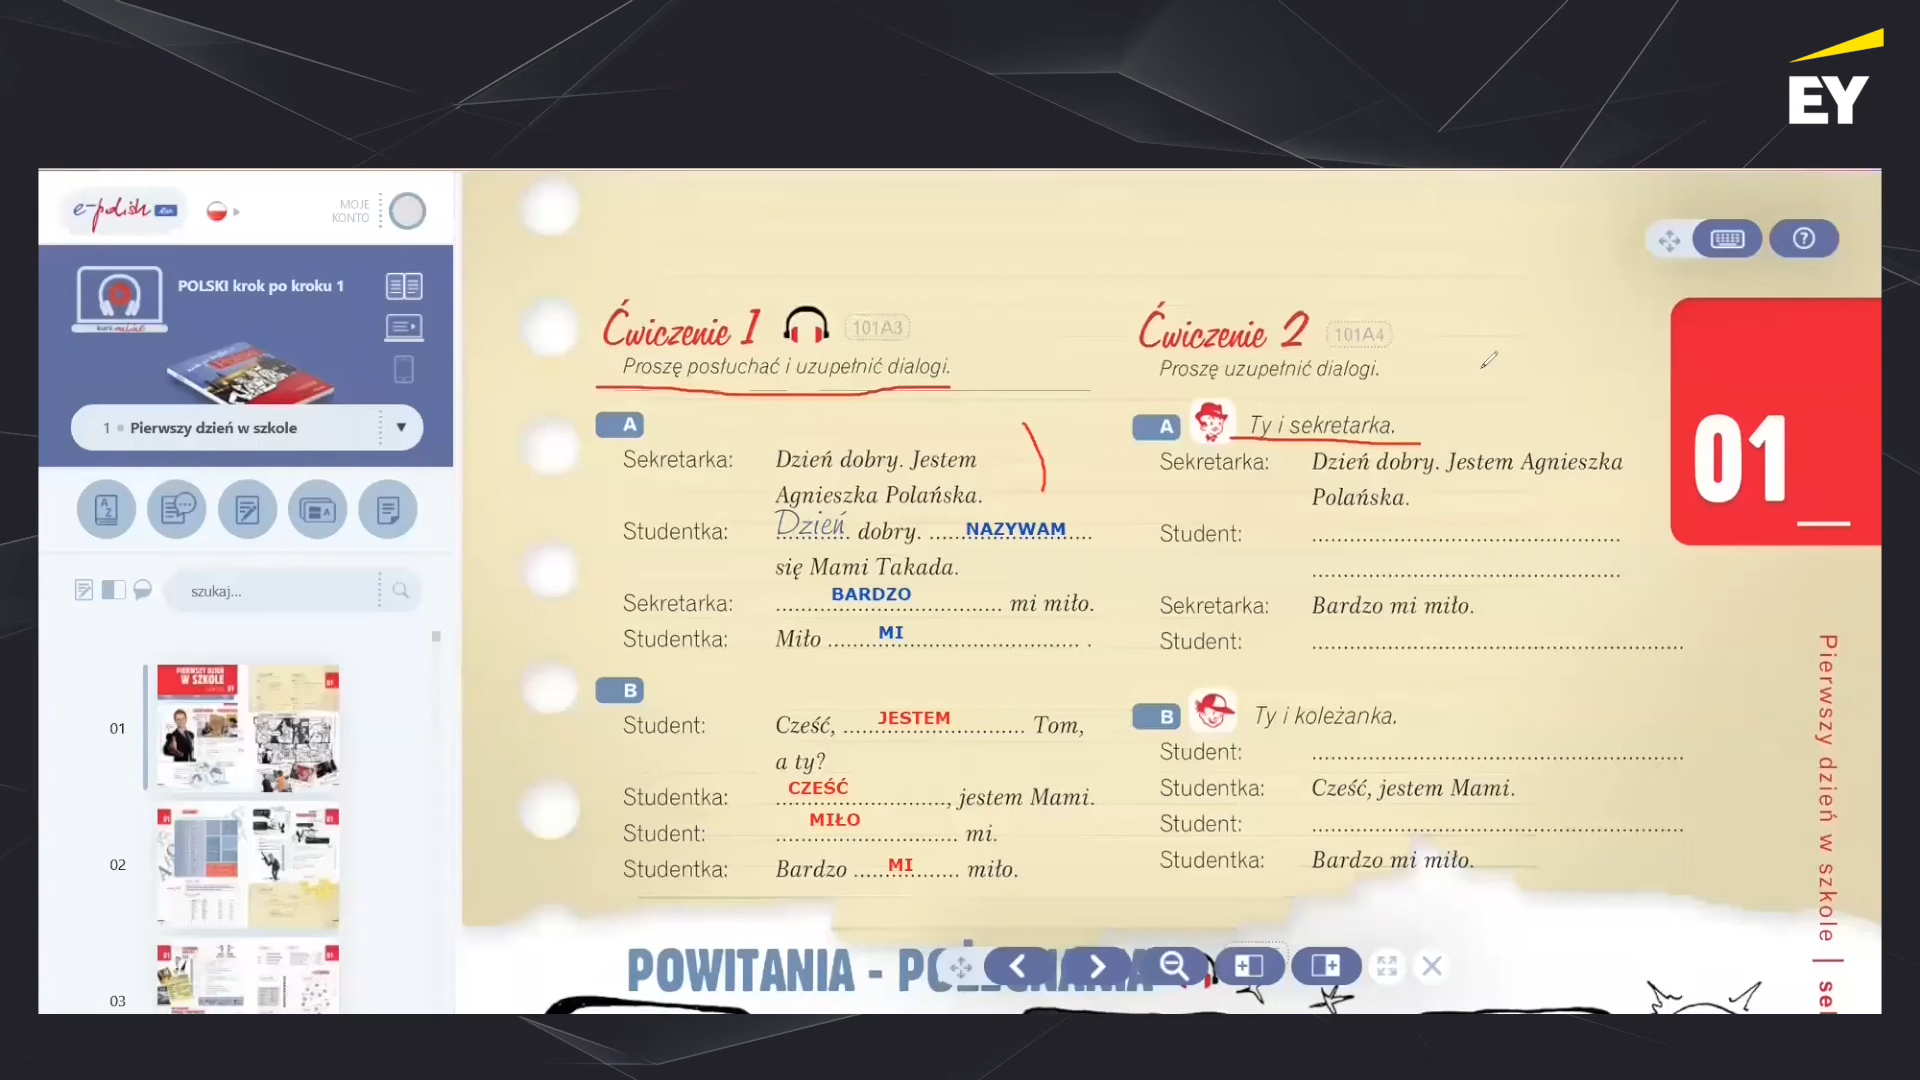 EY
e-polish
MOJE
KONTO
POLSKI krok po kroku 1
kurs online
1 • Pierwszy dzień w szkole
szukaj...
PIERWSZY DZIEŃ
W SZKOLE
01
02
03
Ćwiczenie 1
101A3
Proszę posłuchać i uzupełnić dialogi.
A
Sekretarka: Dzień dobry. Jestem
Agnieszka Polańska.
Studentka: Dzień dobry. NAZYWAM
się Mami Takada.
Sekretarka: BARDZO mi miło.
Studentka: Miło MI .
B
Student: Cześć, JESTEM Tom,
a ty?
Studentka: CZEŚĆ, jestem Mami.
Student: MIŁO mi.
Studentka: Bardzo MI miło.
Ćwiczenie 2
101A4
Proszę uzupełnić dialogi.
A
Ty i sekretarka.
Sekretarka: Dzień dobry. Jestem Agnieszka
Polańska.
Student:
Sekretarka: Bardzo mi miło.
Student:
B
Ty i koleżanka.
Student:
Studentka: Cześć, jestem Mami.
Student:
Studentka: Bardzo mi miło.
01
Pierwszy dzień w szkole
POWITANIA -